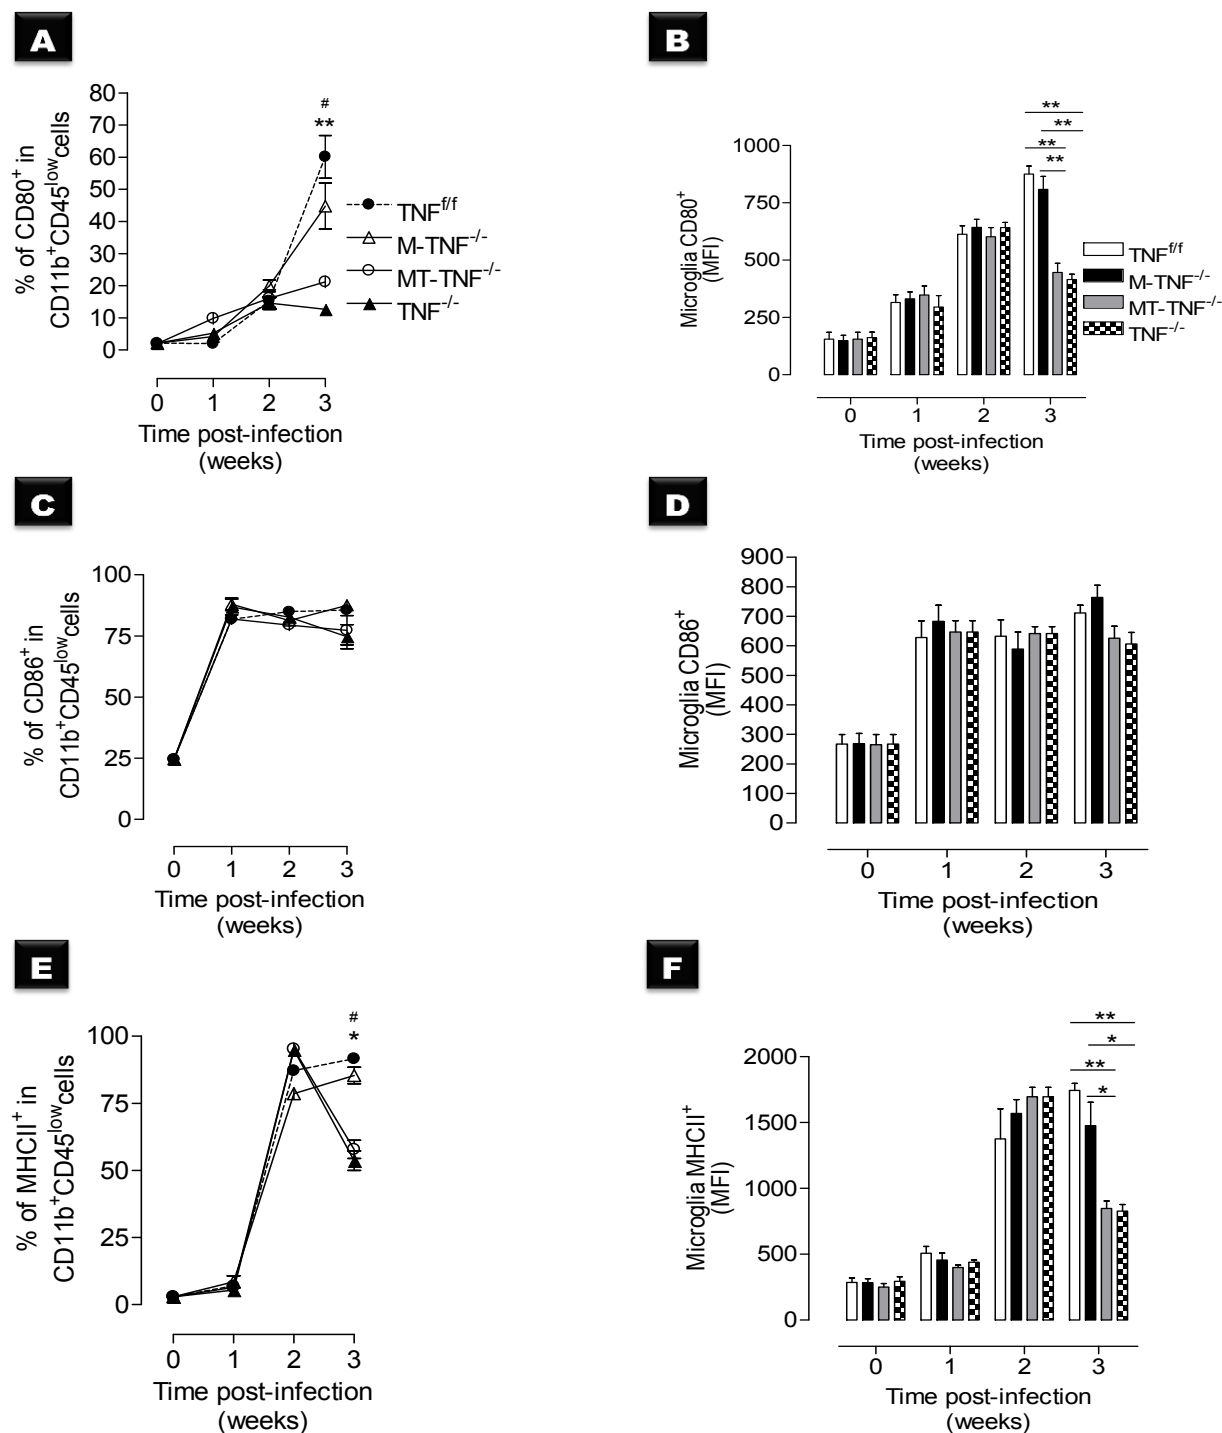 A
80
70
60
50
40
30
20
10
0
% of CD80+ in
CD11b+CD45low cells
#
**
0 1 2 3
Time post-infection
(weeks)
TNFf/f
M-TNF-/-
MT-TNF-/-
TNF-/-
B
1000
750
500
250
0
Microglia CD80+
(MFI)
**
**
**
**
0 1 2 3
Time post-infection
(weeks)
TNFf/f
M-TNF-/-
MT-TNF-/-
TNF-/-
C
100
75
50
25
0
% of CD86+ in
CD11b+CD45low cells
0 1 2 3
Time post-infection
(weeks)
D
900
800
700
600
500
400
300
200
100
0
Microglia CD86+
(MFI)
0 1 2 3
Time post-infection
(weeks)
E
100
75
50
25
0
% of MHCII+ in
CD11b+CD45low cells
#
*
0 1 2 3
Time post-infection
(weeks)
F
2000
1500
1000
500
0
Microglia MHCII+
(MFI)
**
*
**
*
0 1 2 3
Time post-infection
(weeks)